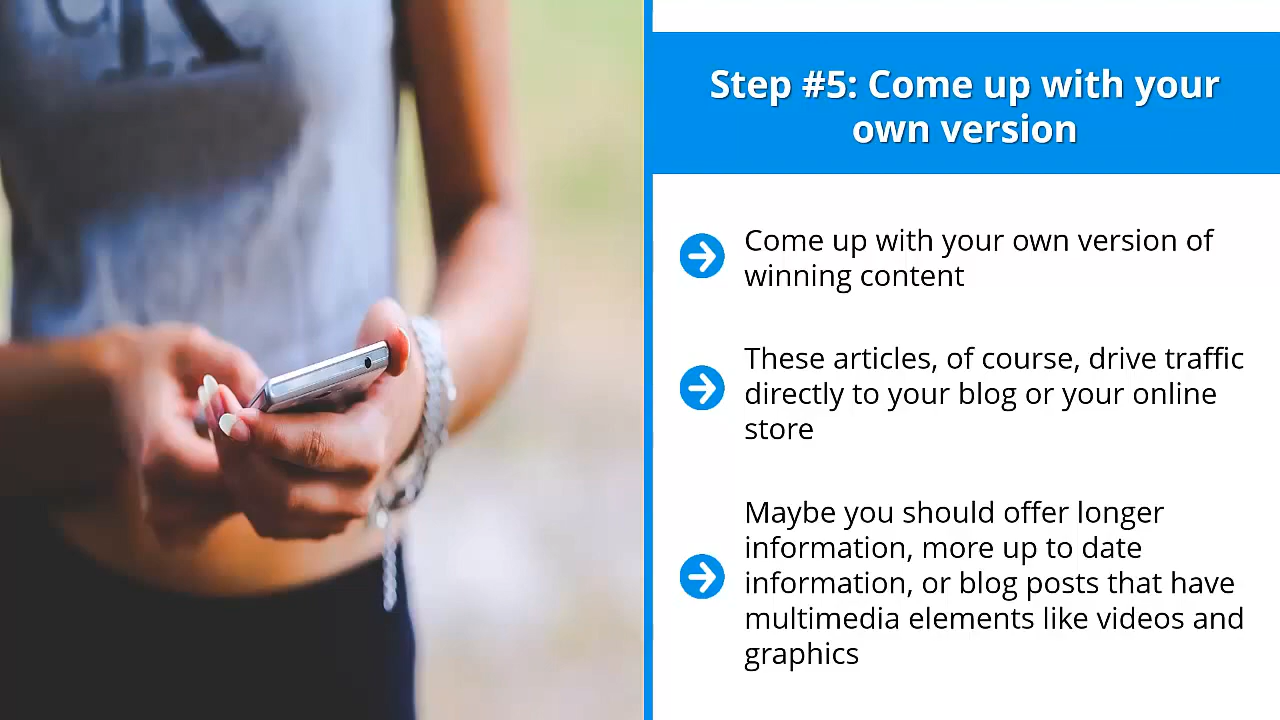 CK
Step #5: Come up with your
own version
Come up with your own version of
winning content
These articles, of course, drive traffic
directly to your blog or your online
store
Maybe you should offer longer
information, more up to date
information, or blog posts that have
multimedia elements like videos and
graphics